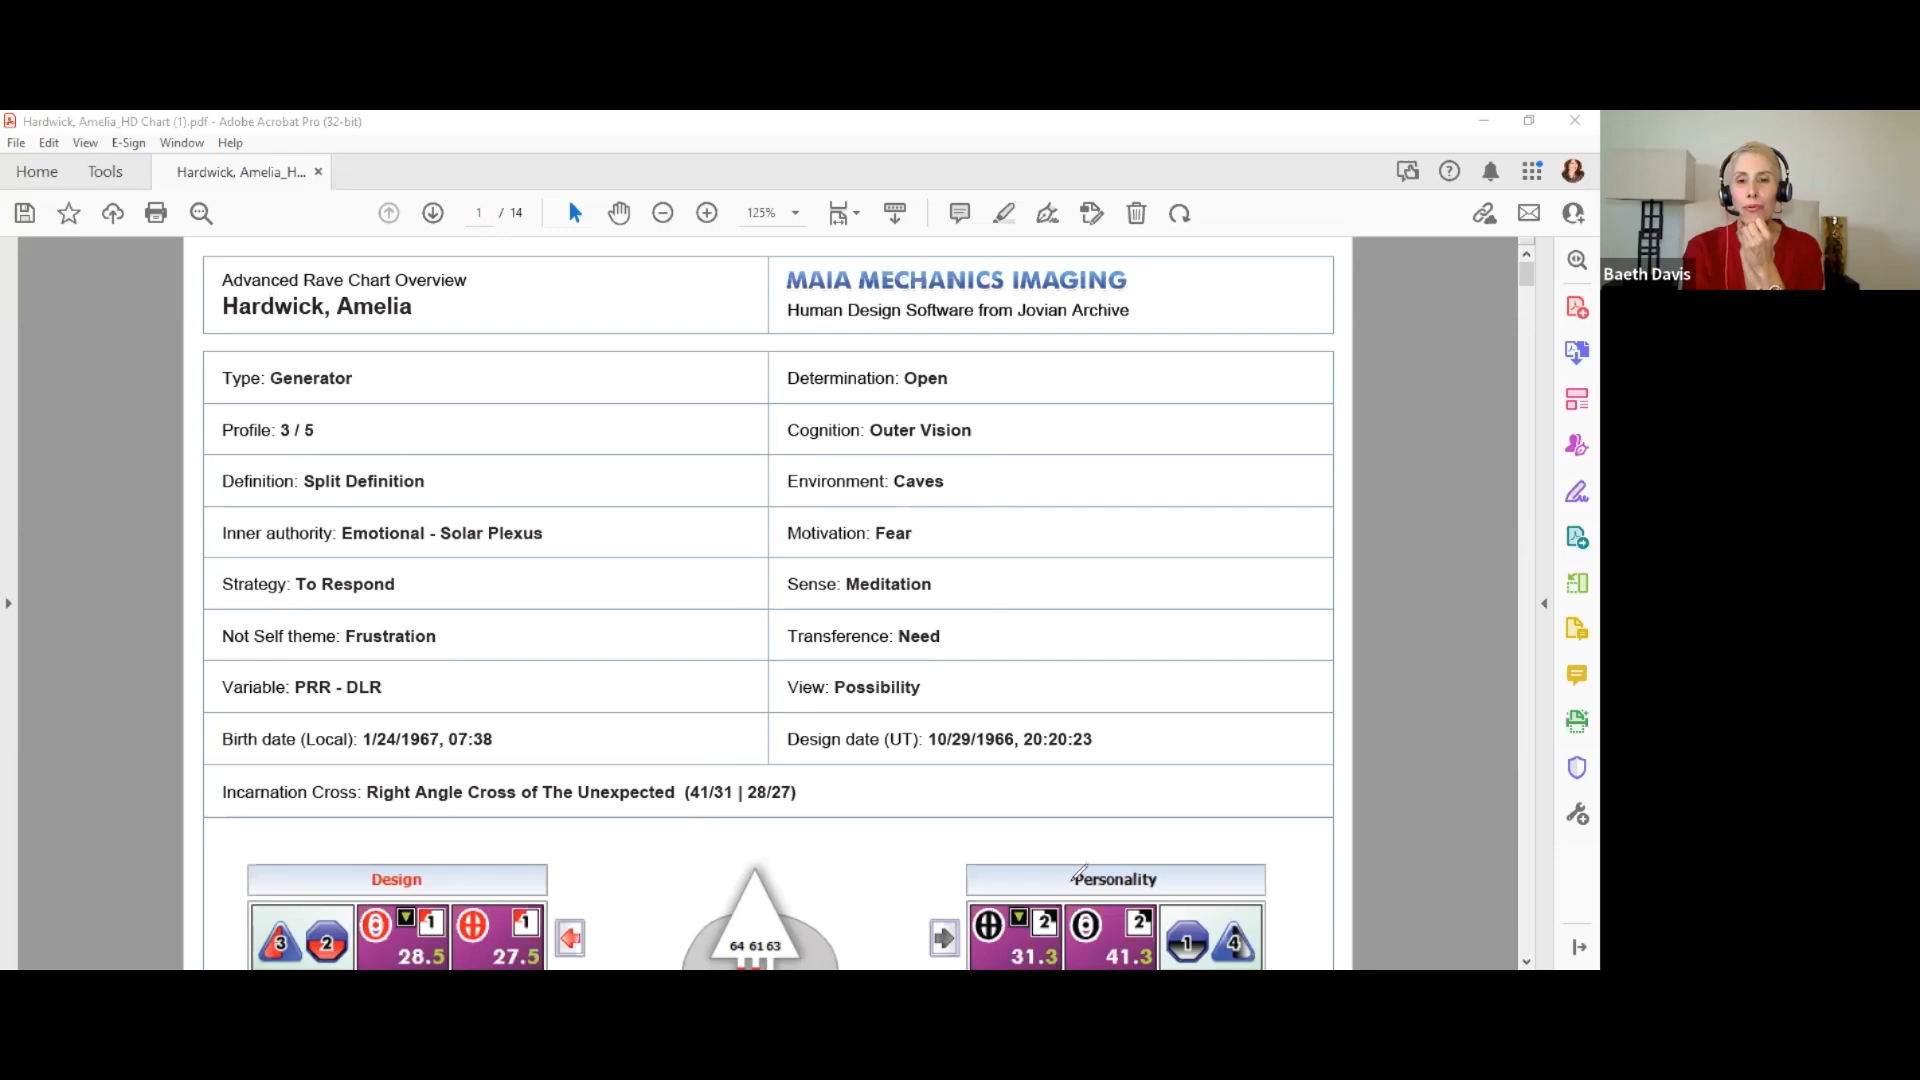 Hardwick, Amelia_HD Chart (1).pdf - Adobe Acrobat Pro (32-bit)
File Edit View E-Sign Window Help
Home Tools Hardwick, Amelia_H... ×
1 / 14 125%
Advanced Rave Chart Overview
Hardwick, Amelia
MAIA MECHANICS IMAGING
Human Design Software from Jovian Archive
Baeth Davis
Type: Generator
Determination: Open
Profile: 3 / 5
Cognition: Outer Vision
Definition: Split Definition
Environment: Caves
Inner authority: Emotional - Solar Plexus
Motivation: Fear
Strategy: To Respond
Sense: Meditation
Not Self theme: Frustration
Transference: Need
Variable: PRR - DLR
View: Possibility
Birth date (Local): 1/24/1967, 07:38
Design date (UT): 10/29/1966, 20:20:23
Incarnation Cross: Right Angle Cross of The Unexpected (41/31 | 28/27)
Design
Personality
3 2 1 1
28.5 27.5
64 61 63
2 2 1 4
31.3 41.3